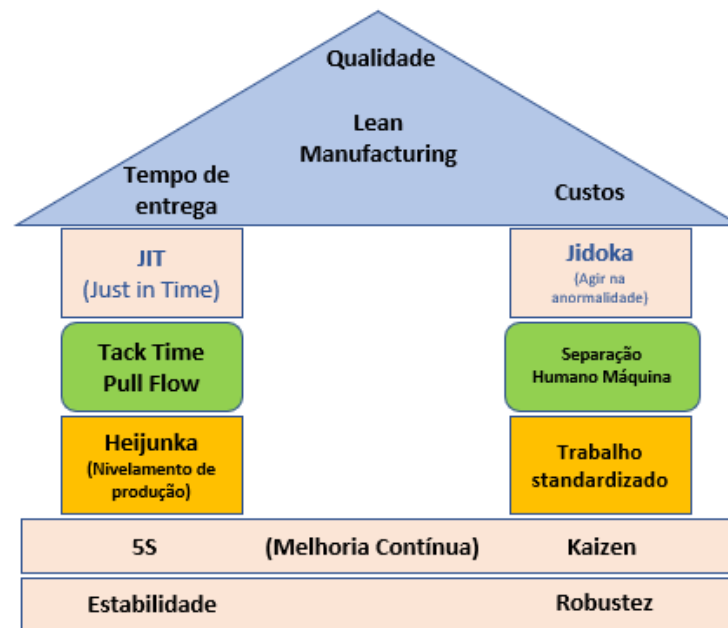 Qualidade
Lean
Manufacturing
Tempo de
entrega
Custos
JIT
(Just in Time)
Jidoka
(Agir na
anormalidade)
Tack Time
Pull Flow
Separação
Humano Máquina
Heijunka
(Nivelamento de
produção)
Trabalho
standardizado
5S (Melhoria Contínua) Kaizen
Estabilidade Robustez